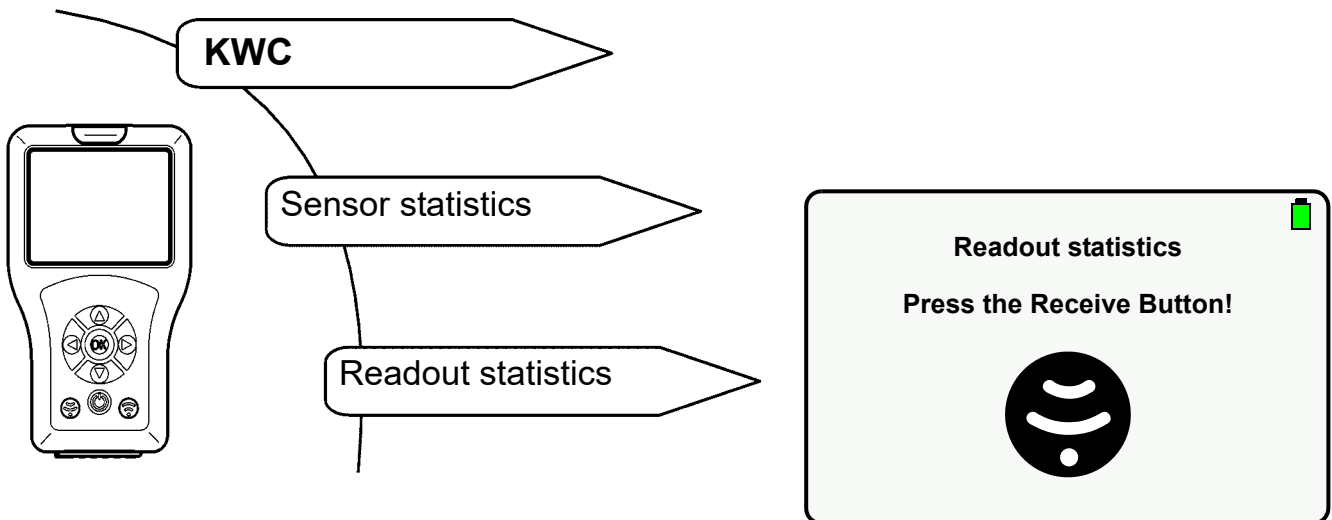 KWC
Sensor statistics
Readout statistics
OK
Readout statistics
Press the Receive Button!